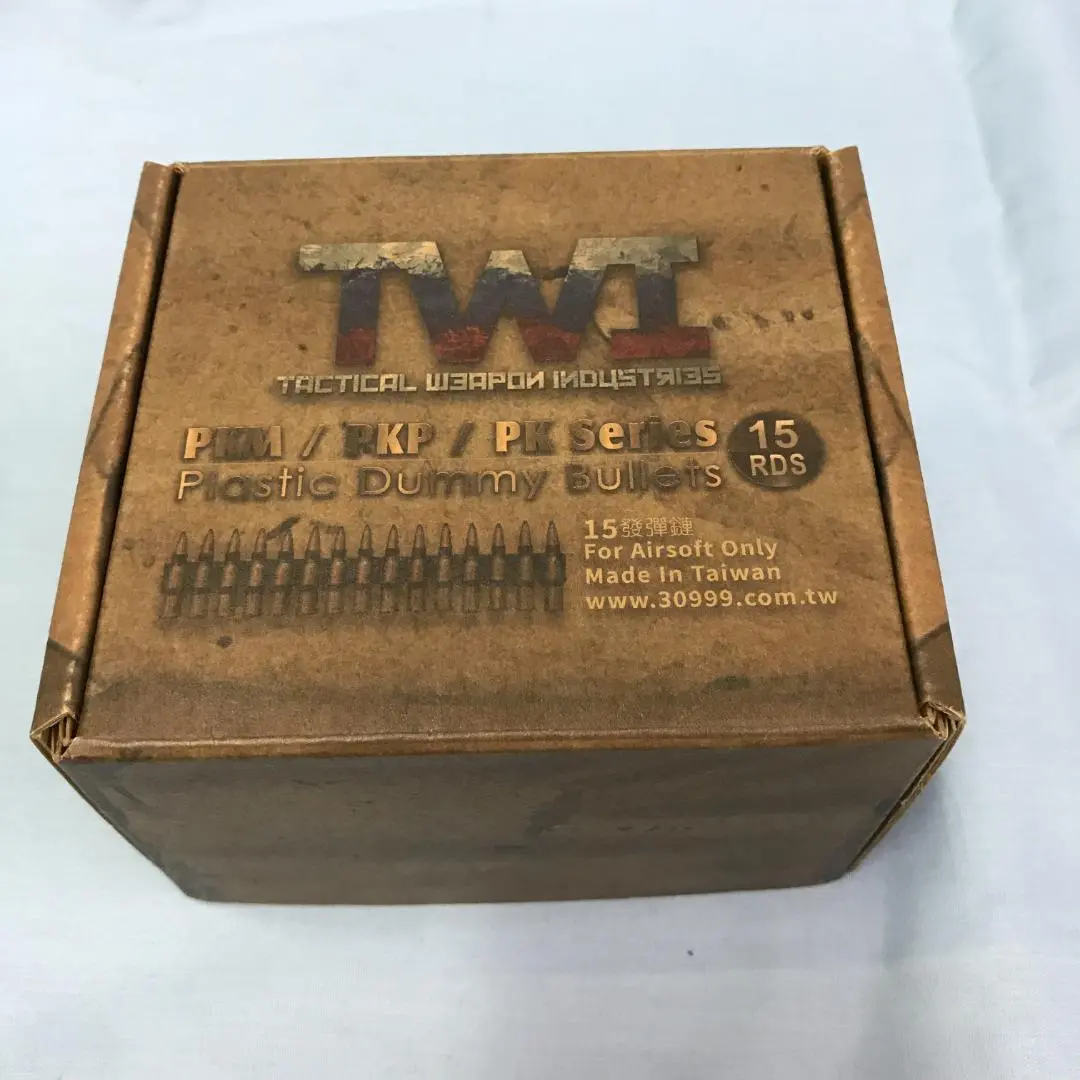 TWI
TACTICAL WEAPON INDUSTRIES
PKM / PKP / PK Series
Plastic Dummy Bullets
15
RDS
15發彈鏈
For Airsoft Only
Made In Taiwan
www.30999.com.tw